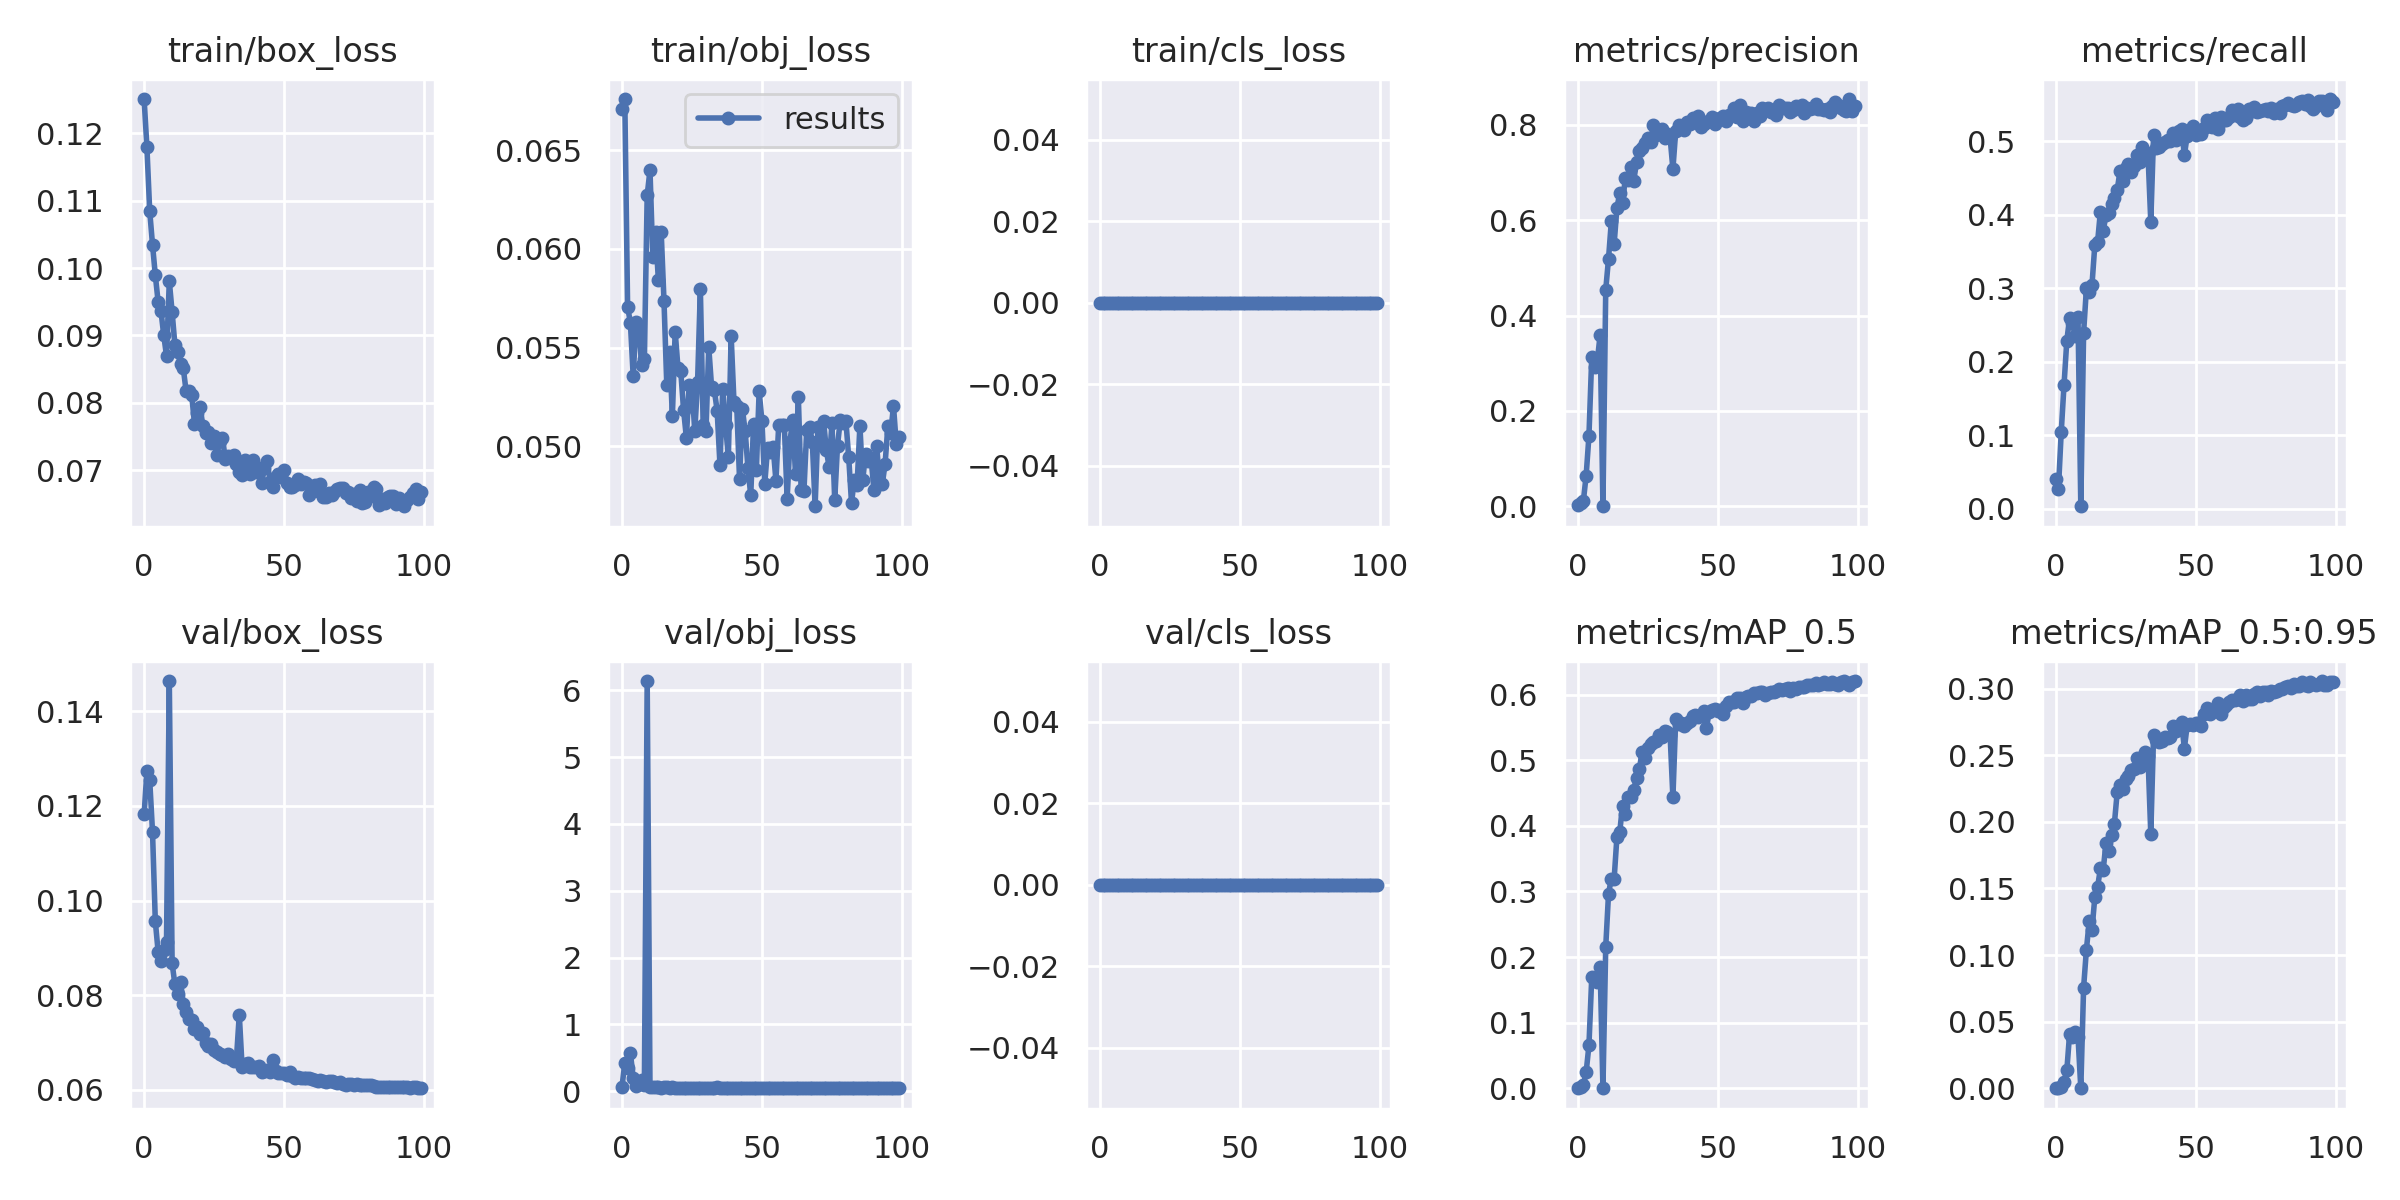 train/box_loss
0.12
0.11
0.10
0.09
0.08
0.07
0 50 100
train/obj_loss
results
0.065
0.060
0.055
0.050
0 50 100
train/cls_loss
0.04
0.02
0.00
−0.02
−0.04
0 50 100
metrics/precision
0.8
0.6
0.4
0.2
0.0
0 50 100
metrics/recall
0.5
0.4
0.3
0.2
0.1
0.0
0 50 100
val/box_loss
0.14
0.12
0.10
0.08
0.06
0 50 100
val/obj_loss
6
5
4
3
2
1
0
0 50 100
val/cls_loss
0.04
0.02
0.00
−0.02
−0.04
0 50 100
metrics/mAP_0.5
0.6
0.5
0.4
0.3
0.2
0.1
0.0
0 50 100
metrics/mAP_0.5:0.95
0.30
0.25
0.20
0.15
0.10
0.05
0.00
0 50 100